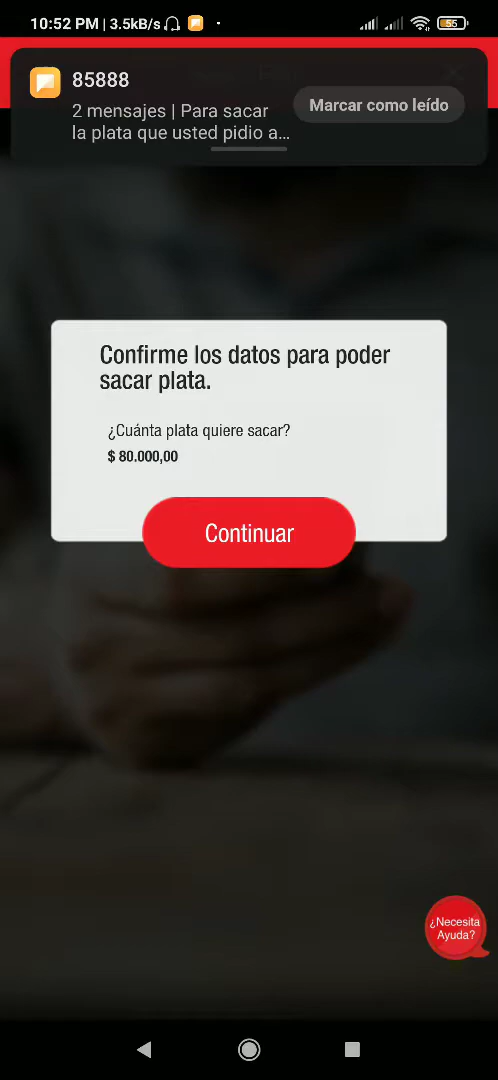 10:52 PM | 3.5kB/s
55
85888
2 mensajes | Para sacar
la plata que usted pidio a...
Marcar como leído
Confirme los datos para poder
sacar plata.
¿Cuánta plata quiere sacar?
$ 80.000,00
Continuar
¿Necesita
Ayuda?